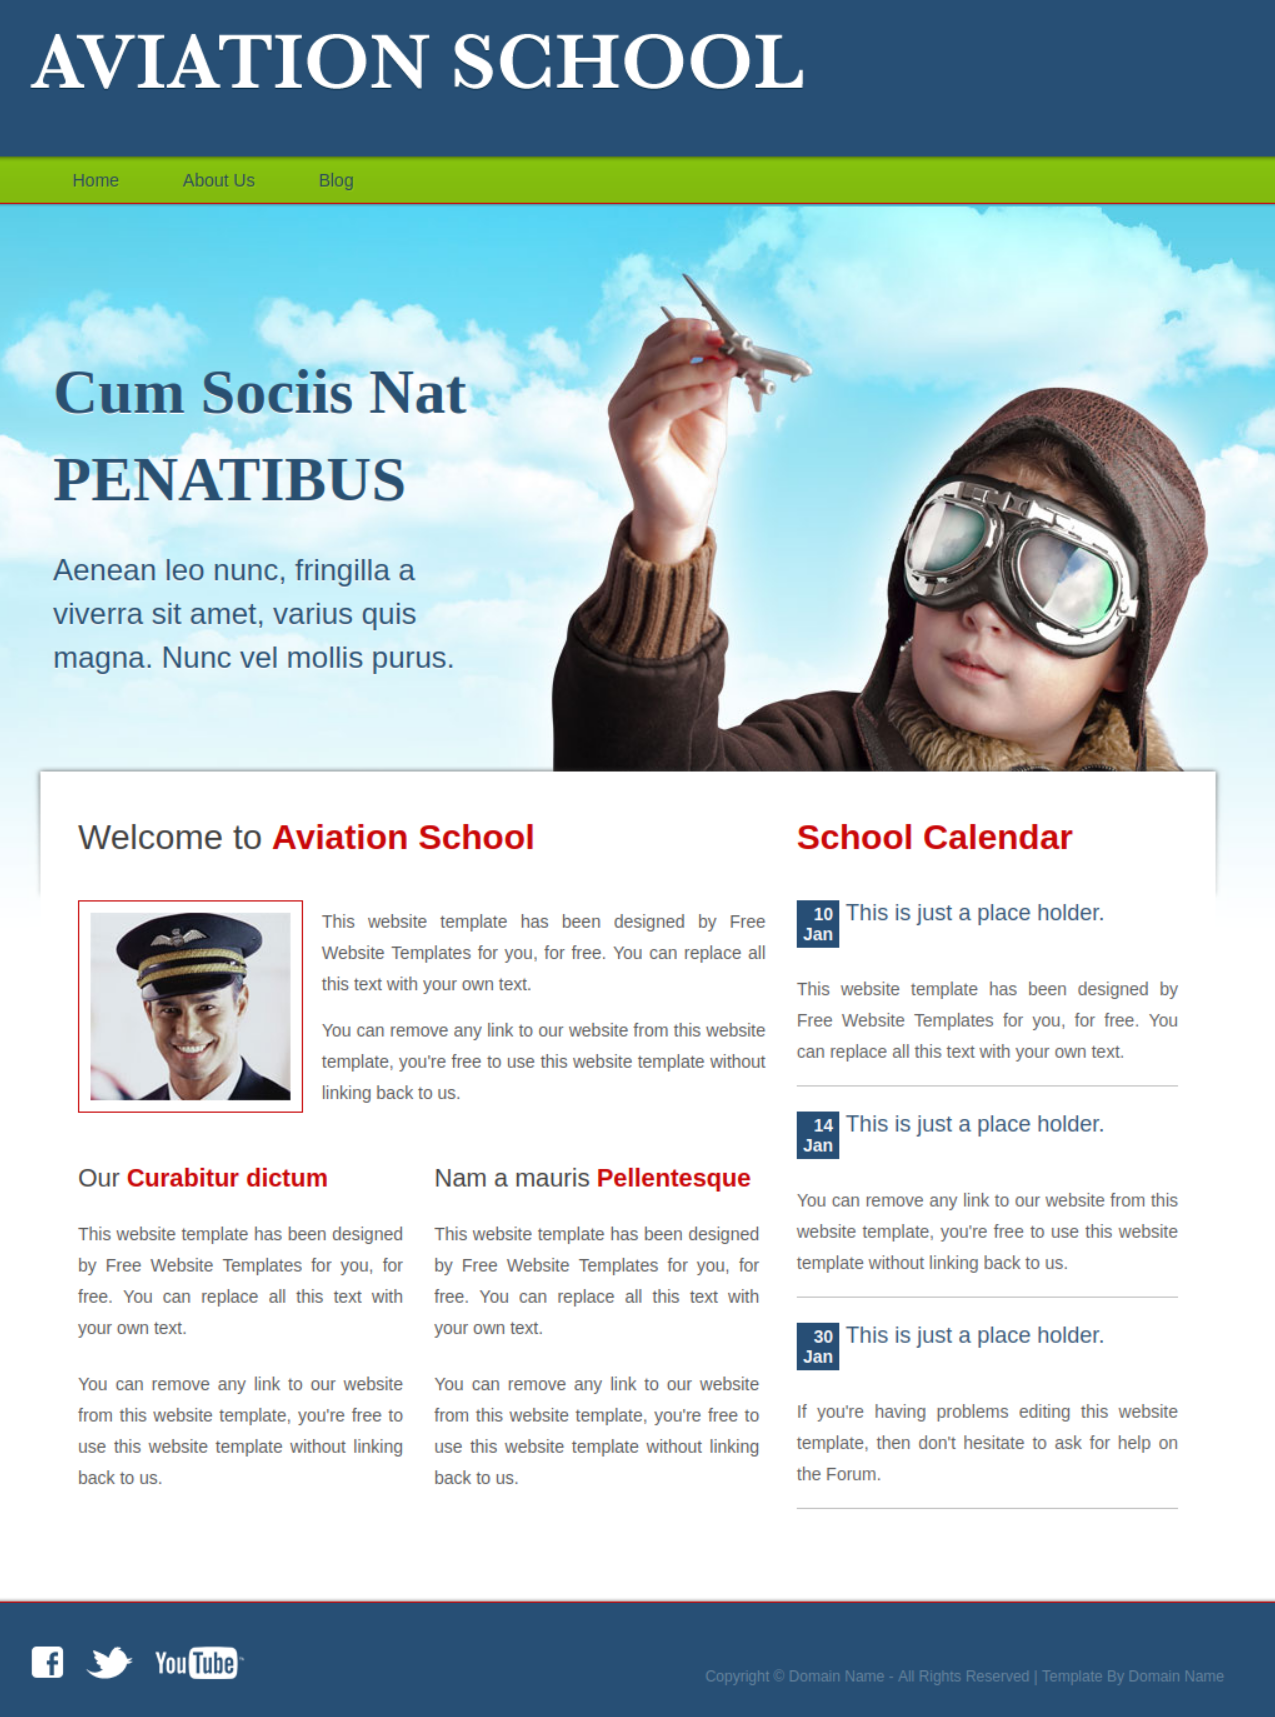 AVIATION SCHOOL
Home About Us Blog
Cum Sociis Nat
PENATIBUS
Aenean leo nunc, fringilla a
viverra sit amet, varius quis
magna. Nunc vel mollis purus.
Welcome to Aviation School
This website template has been designed by Free
Website Templates for you, for free. You can replace all
this text with your own text.
You can remove any link to our website from this website
template, you're free to use this website template without
linking back to us.
Our Curabitur dictum
This website template has been designed
by Free Website Templates for you, for
free. You can replace all this text with
your own text.
You can remove any link to our website
from this website template, you're free to
use this website template without linking
back to us.
Nam a mauris Pellentesque
This website template has been designed
by Free Website Templates for you, for
free. You can replace all this text with
your own text.
You can remove any link to our website
from this website template, you're free to
use this website template without linking
back to us.
School Calendar
10
Jan
This is just a place holder.
This website template has been designed by
Free Website Templates for you, for free. You
can replace all this text with your own text.
14
Jan
This is just a place holder.
You can remove any link to our website from this
website template, you're free to use this website
template without linking back to us.
30
Jan
This is just a place holder.
If you're having problems editing this website
template, then don't hesitate to ask for help on
the Forum.
YouTube
Copyright © Domain Name - All Rights Reserved | Template By Domain Name